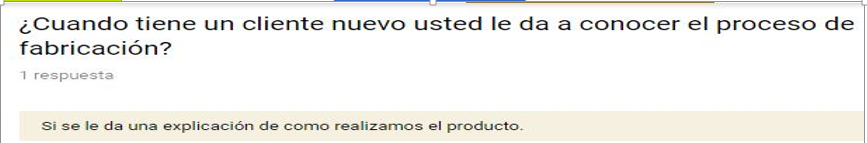 ¿Cuando tiene un cliente nuevo usted le da a conocer el proceso de
fabricación?
1 respuesta
Si se le da una explicación de como realizamos el producto.